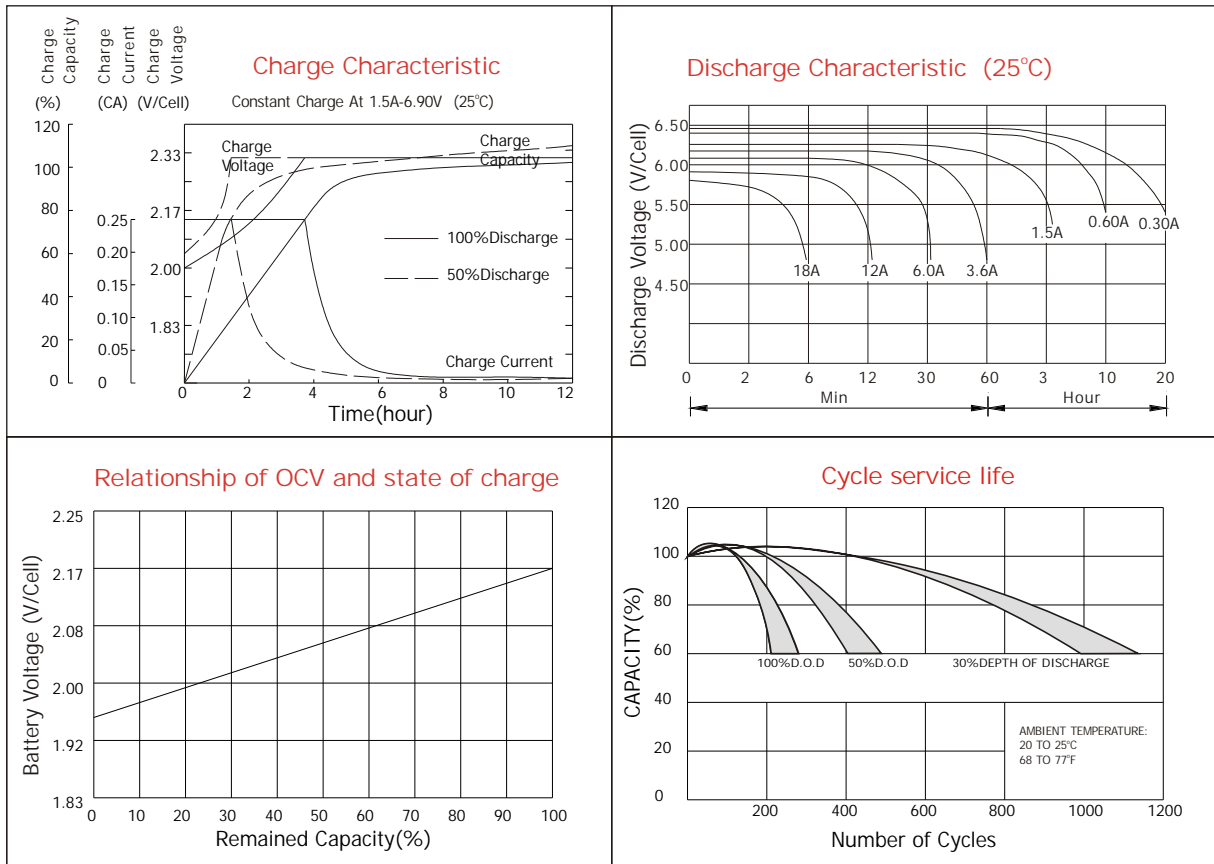 Charge Capacity
Charge Current
Charge Voltage
Charge Characteristic
(%)
(CA)
(V/Cell)
Constant Charge At 1.5A-6.90V (25°C)
120
100
80
60
40
20
0
0.25
0.20
0.15
0.10
0.05
0
2.33
2.17
2.00
1.83
Charge Voltage
Charge Capacity
100%Discharge
50%Discharge
Charge Current
0 2 4 6 8 10 12
Time(hour)
Discharge Characteristic (25°C)
Discharge Voltage (V/Cell)
6.50
6.00
5.50
5.00
4.50
18A
12A
6.0A
3.6A
1.5A
0.60A
0.30A
0 2 6 12 30 60 3 10 20
Min
Hour
Relationship of OCV and state of charge
Battery Voltage (V/Cell)
2.25
2.17
2.08
2.00
1.92
1.83
0 10 20 30 40 50 60 70 80 90 100
Remained Capacity(%)
Cycle service life
CAPACITY(%)
120
100
80
60
40
20
0
100%D.O.D
50%D.O.D
30%DEPTH OF DISCHARGE
AMBIENT TEMPERATURE:
20 TO 25°C
68 TO 77°F
200 400 600 800 1000 1200
Number of Cycles